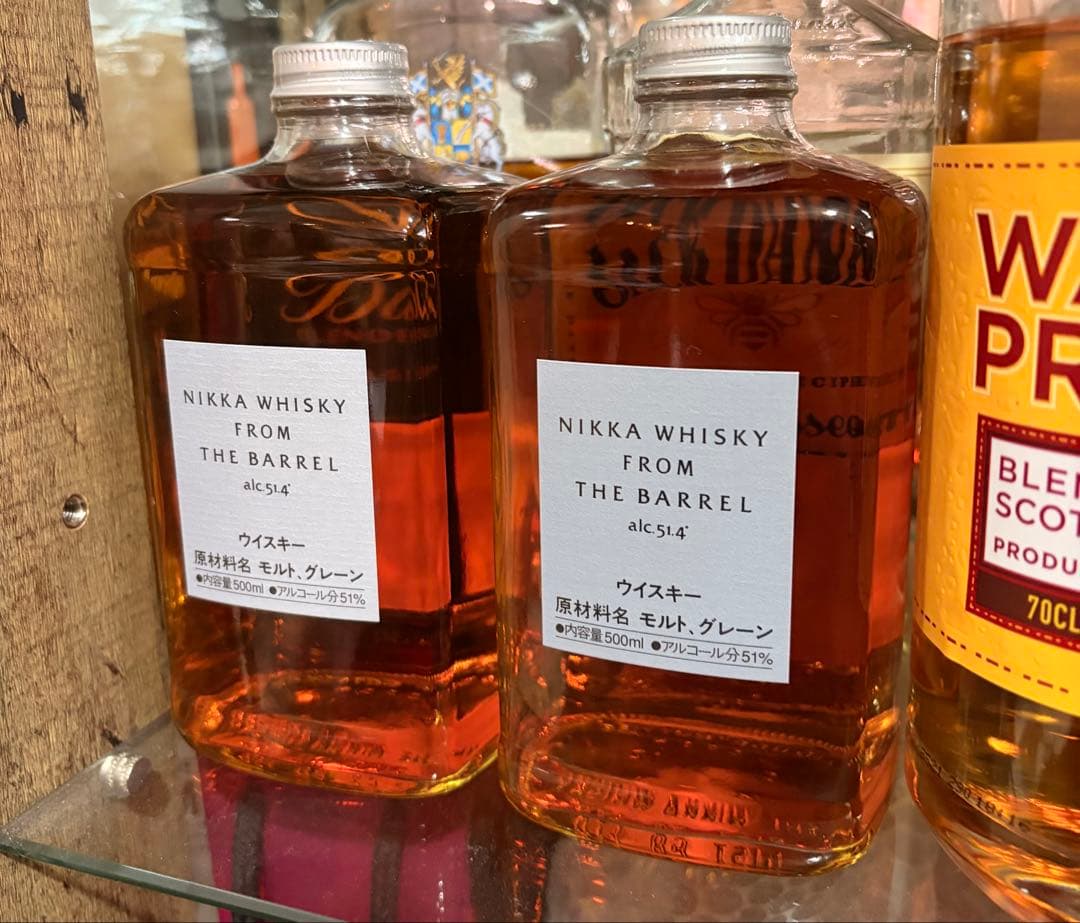 NIKKA WHISKY
FROM
THE BARREL
alc.51.4°
ウイスキー
原材料名 モルト、グレーン
●内容量500ml ●アルコール分51%
NIKKA WHISKY
FROM
THE BARREL
alc.51.4°
ウイスキー
原材料名 モルト、グレーン
●内容量500ml ●アルコール分51%
JACK DAN
WA
PR
BLEN
SCOT
PRODU
70CL